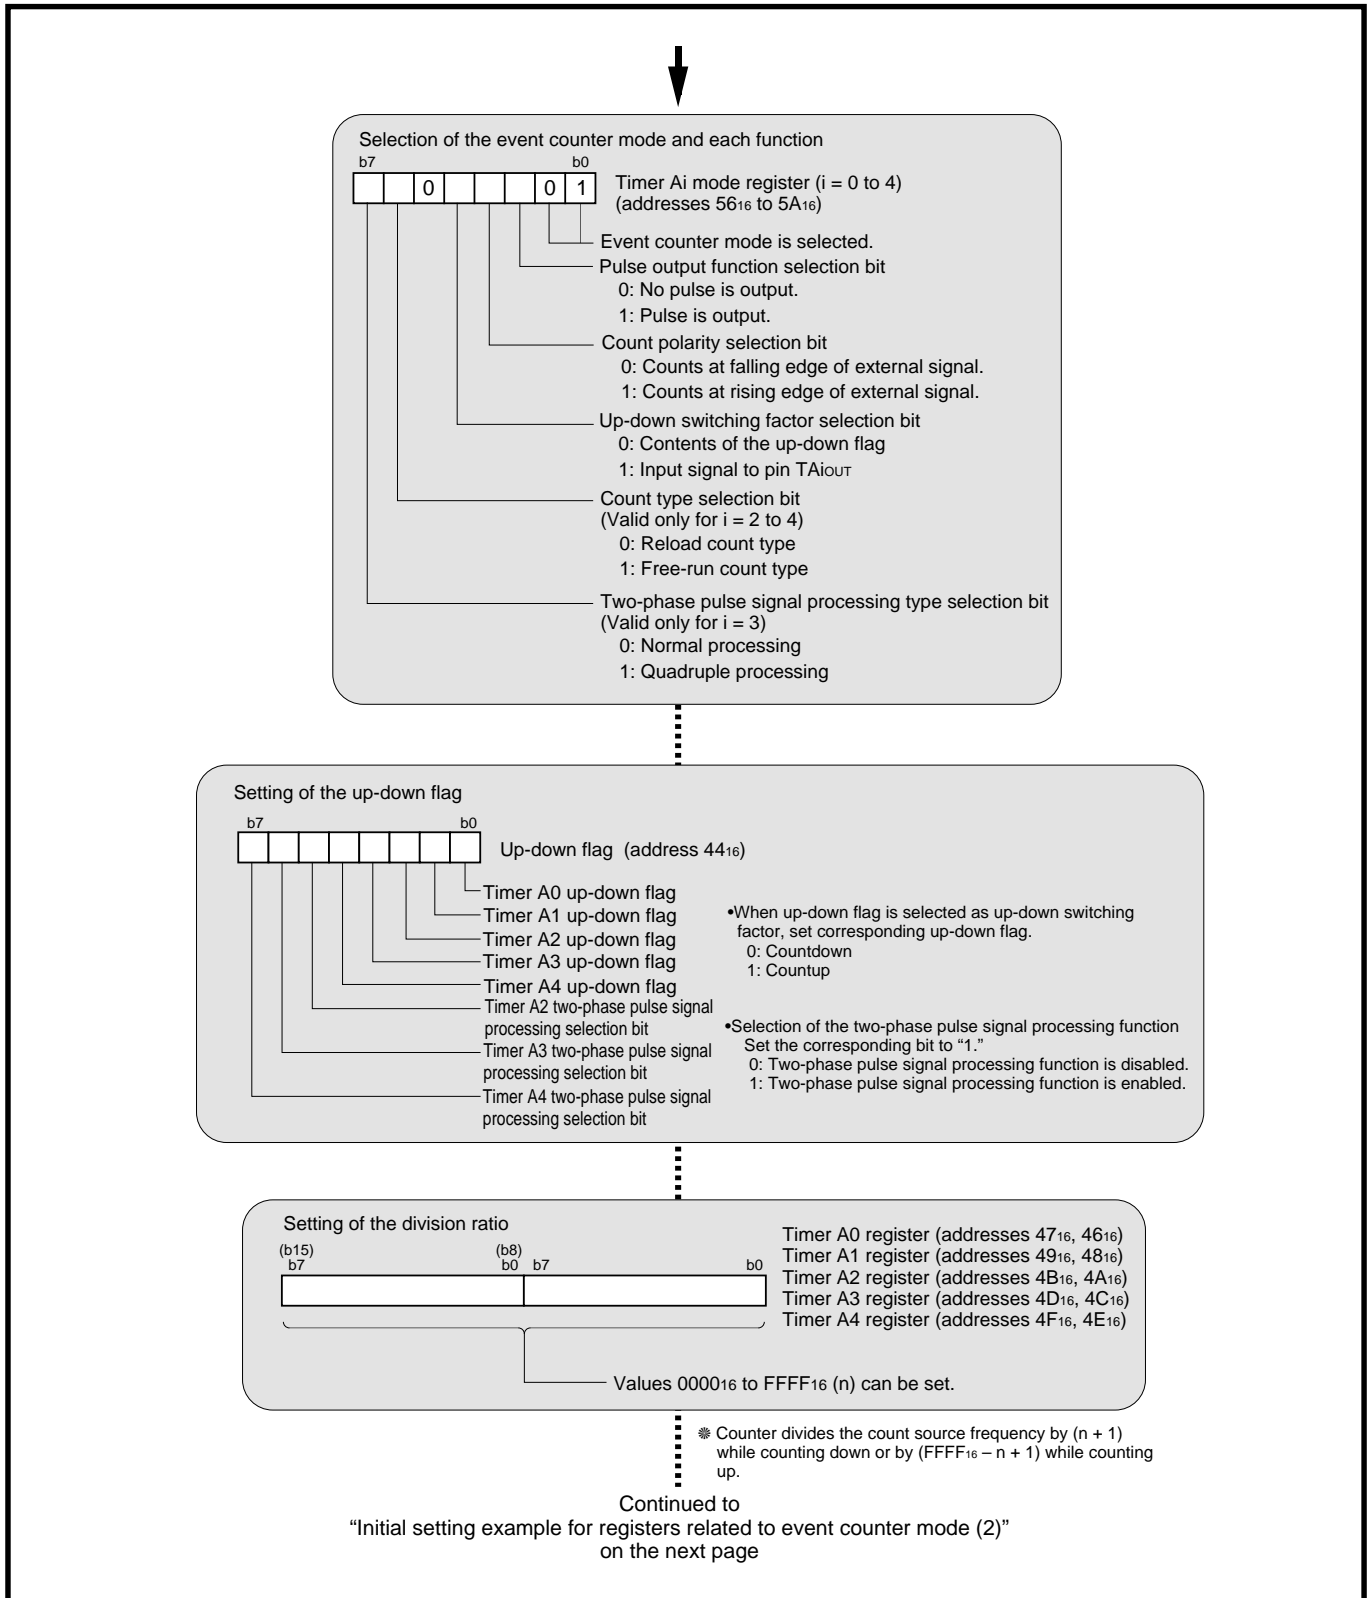 Selection of the event counter mode and each function
b7 b0
0 0 1
Timer Ai mode register (i = 0 to 4)
(addresses 5616 to 5A16)
Event counter mode is selected.
Pulse output function selection bit
0: No pulse is output.
1: Pulse is output.
Count polarity selection bit
0: Counts at falling edge of external signal.
1: Counts at rising edge of external signal.
Up-down switching factor selection bit
0: Contents of the up-down flag
1: Input signal to pin TAiOUT
Count type selection bit
(Valid only for i = 2 to 4)
0: Reload count type
1: Free-run count type
Two-phase pulse signal processing type selection bit
(Valid only for i = 3)
0: Normal processing
1: Quadruple processing
Setting of the up-down flag
b7 b0
Up-down flag (address 4416)
Timer A0 up-down flag
Timer A1 up-down flag
Timer A2 up-down flag
Timer A3 up-down flag
Timer A4 up-down flag
Timer A2 two-phase pulse signal
processing selection bit
Timer A3 two-phase pulse signal
processing selection bit
Timer A4 two-phase pulse signal
processing selection bit
•When up-down flag is selected as up-down switching
factor, set corresponding up-down flag.
0: Countdown
1: Countup
•Selection of the two-phase pulse signal processing function
Set the corresponding bit to “1.”
0: Two-phase pulse signal processing function is disabled.
1: Two-phase pulse signal processing function is enabled.
Setting of the division ratio
(b15) (b8)
b7 b0 b7 b0
Timer A0 register (addresses 4716, 4616)
Timer A1 register (addresses 4916, 4816)
Timer A2 register (addresses 4B16, 4A16)
Timer A3 register (addresses 4D16, 4C16)
Timer A4 register (addresses 4F16, 4E16)
Values 000016 to FFFF16 (n) can be set.
❋ Counter divides the count source frequency by (n + 1)
while counting down or by (FFFF16 – n + 1) while counting
up.
Continued to
“Initial setting example for registers related to event counter mode (2)”
on the next page